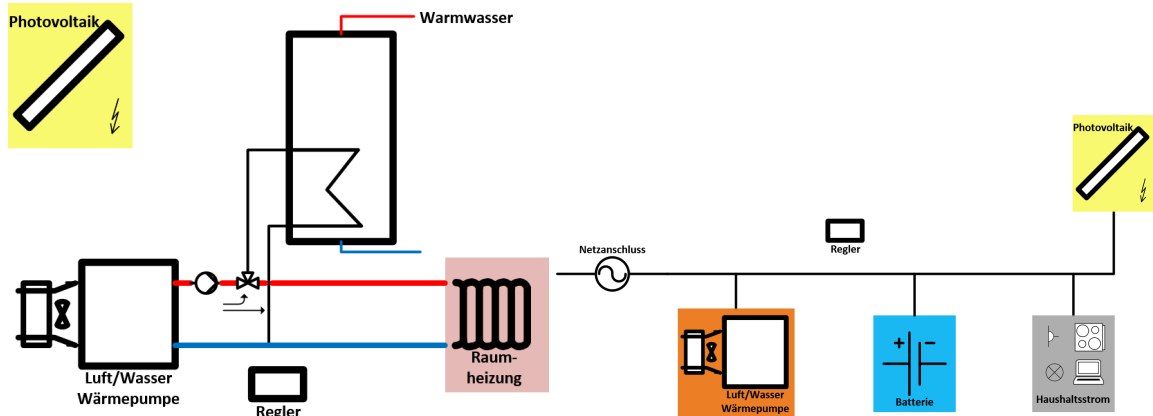 Photovoltaik
Warmwasser
Luft/Wasser
Wärmepumpe
Regler
Raum-
heizung
Netzanschluss
Regler
Photovoltaik
Luft/Wasser
Wärmepumpe
+ −
Batterie
Haushaltsstrom